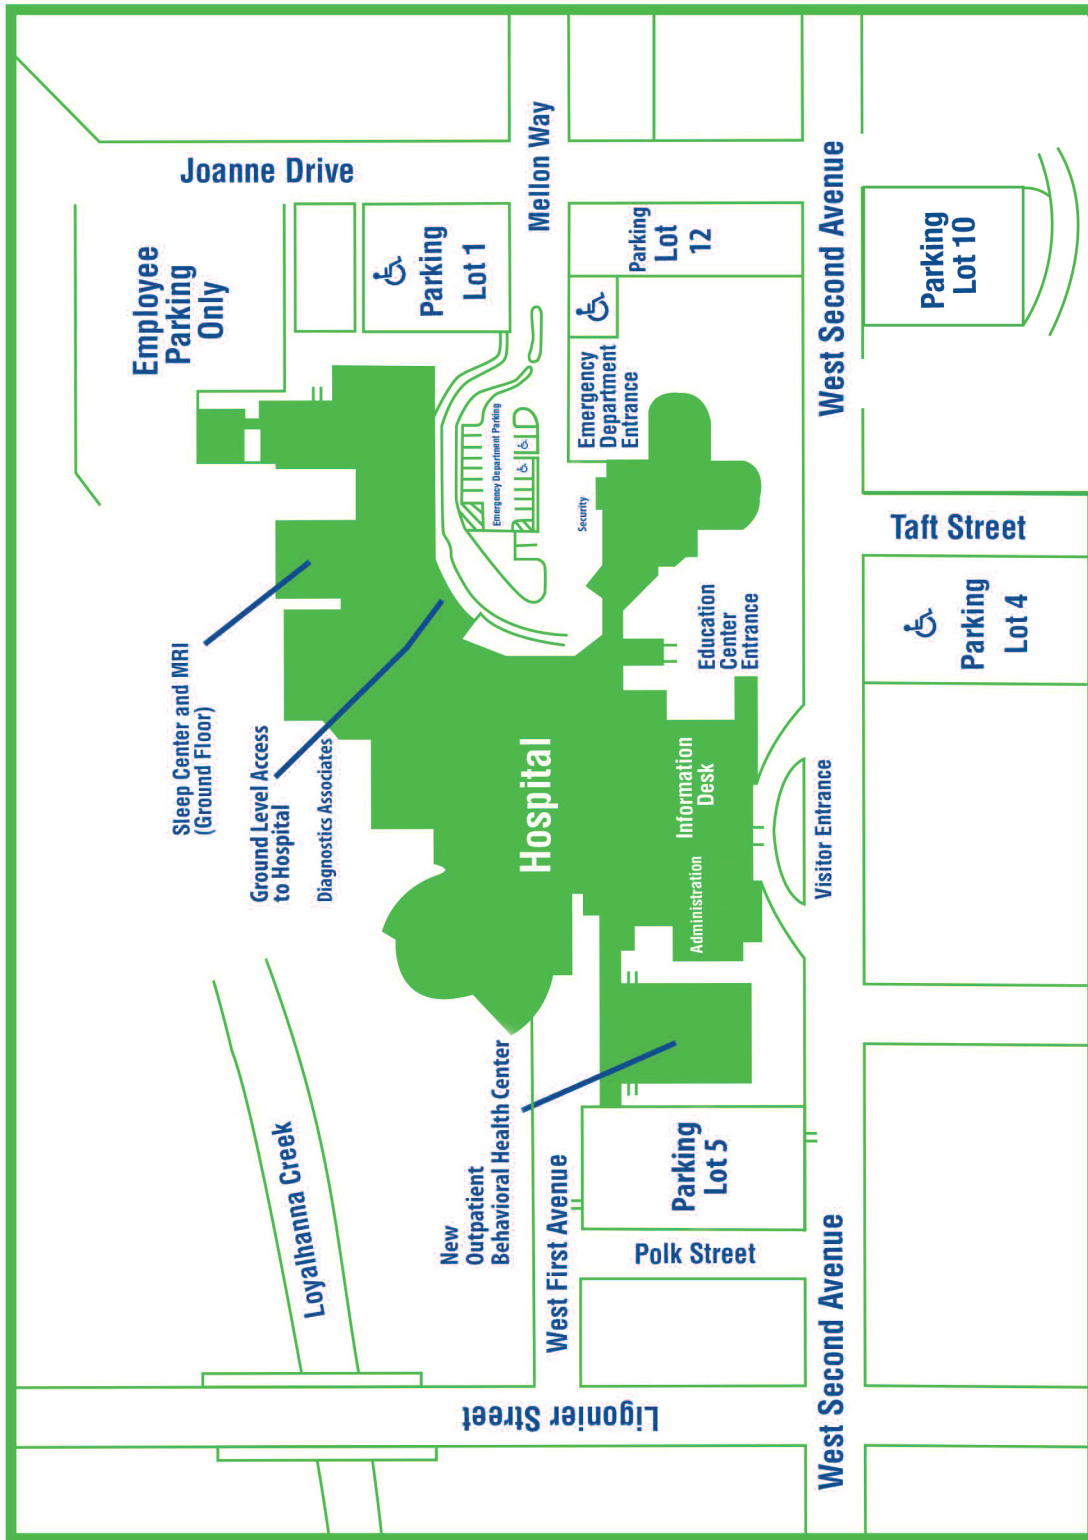 Joanne Drive
Employee
Parking
Only
Parking
Lot 1
Mellon Way
Parking
Lot
12
West Second Avenue
Parking
Lot 10
Emergency
Department
Entrance
Emergency Department Parking
Security
Taft Street
Parking
Lot 4
Education
Center
Entrance
Sleep Center and MRI
(Ground Floor)
Ground Level Access
to Hospital
Diagnostics Associates
Hospital
Information
Desk
Administration
Visitor Entrance
Loyalhanna Creek
New
Outpatient
Behavioral Health Center
West First Avenue
Parking
Lot 5
Polk Street
West Second Avenue
Ligonier Street